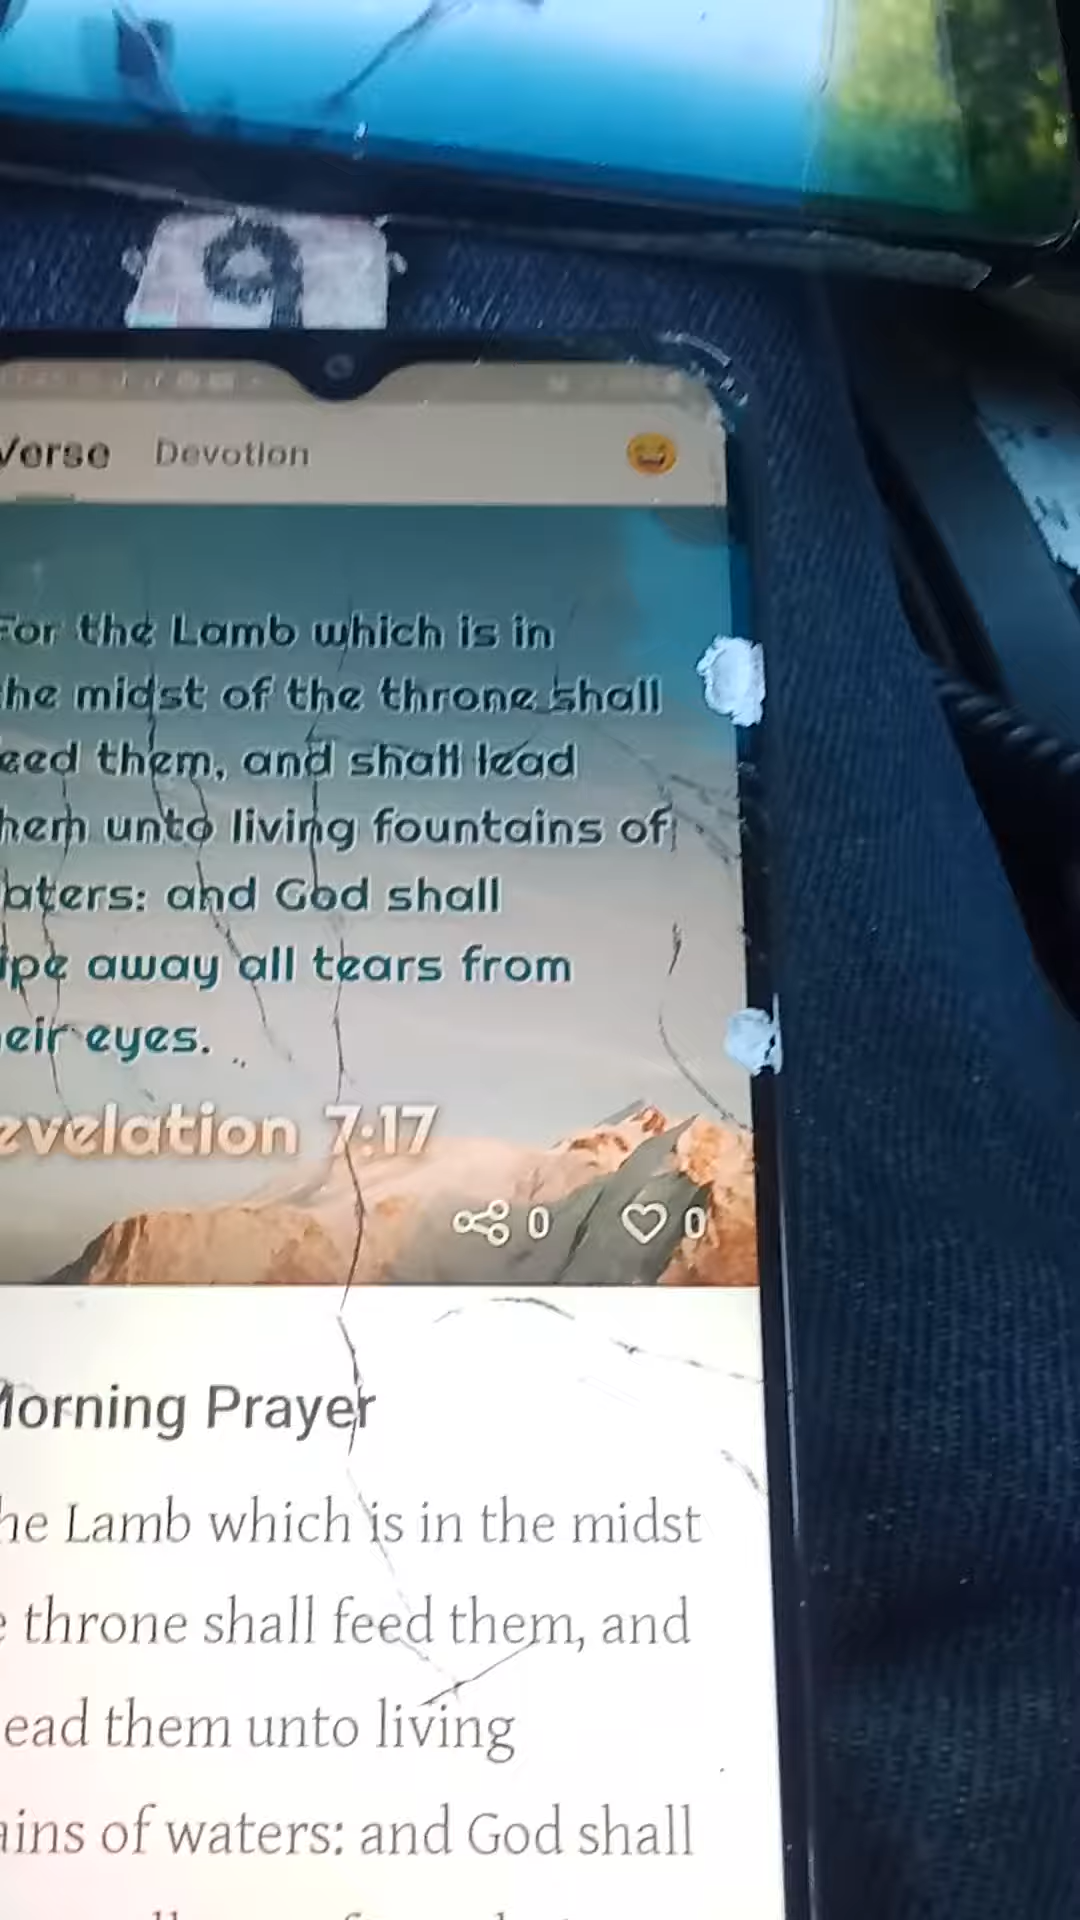 Verse Devotion
For the Lamb which is in
he midst of the throne shall
eed them, and shall lead
hem unto living fountains of
aters: and God shall
ipe away all tears from
eir eyes.
evelation 7:17
0 0
Morning Prayer
he Lamb which is in the midst
e throne shall feed them, and
ead them unto living
ains of waters: and God shall